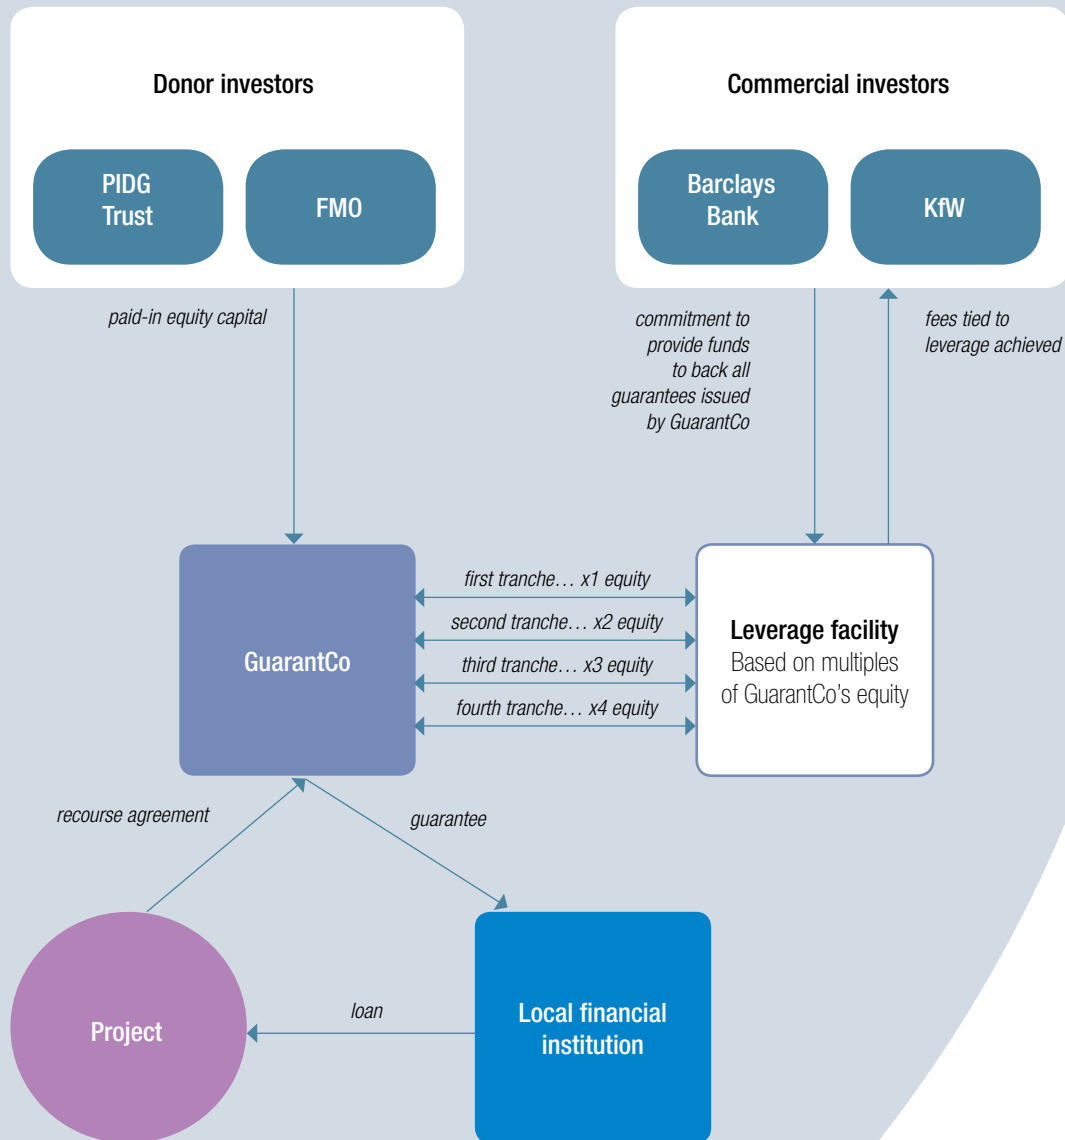 Donor investors
PIDG
Trust
FMO
Commercial investors
Barclays
Bank
KfW
paid-in equity capital
commitment to
provide funds
to back all
guarantees issued
by GuarantCo
fees tied to
leverage achieved
GuarantCo
first tranche… x1 equity
second tranche… x2 equity
third tranche… x3 equity
fourth tranche… x4 equity
Leverage facility
Based on multiples
of GuarantCo’s equity
recourse agreement
guarantee
Project
loan
Local financial
institution